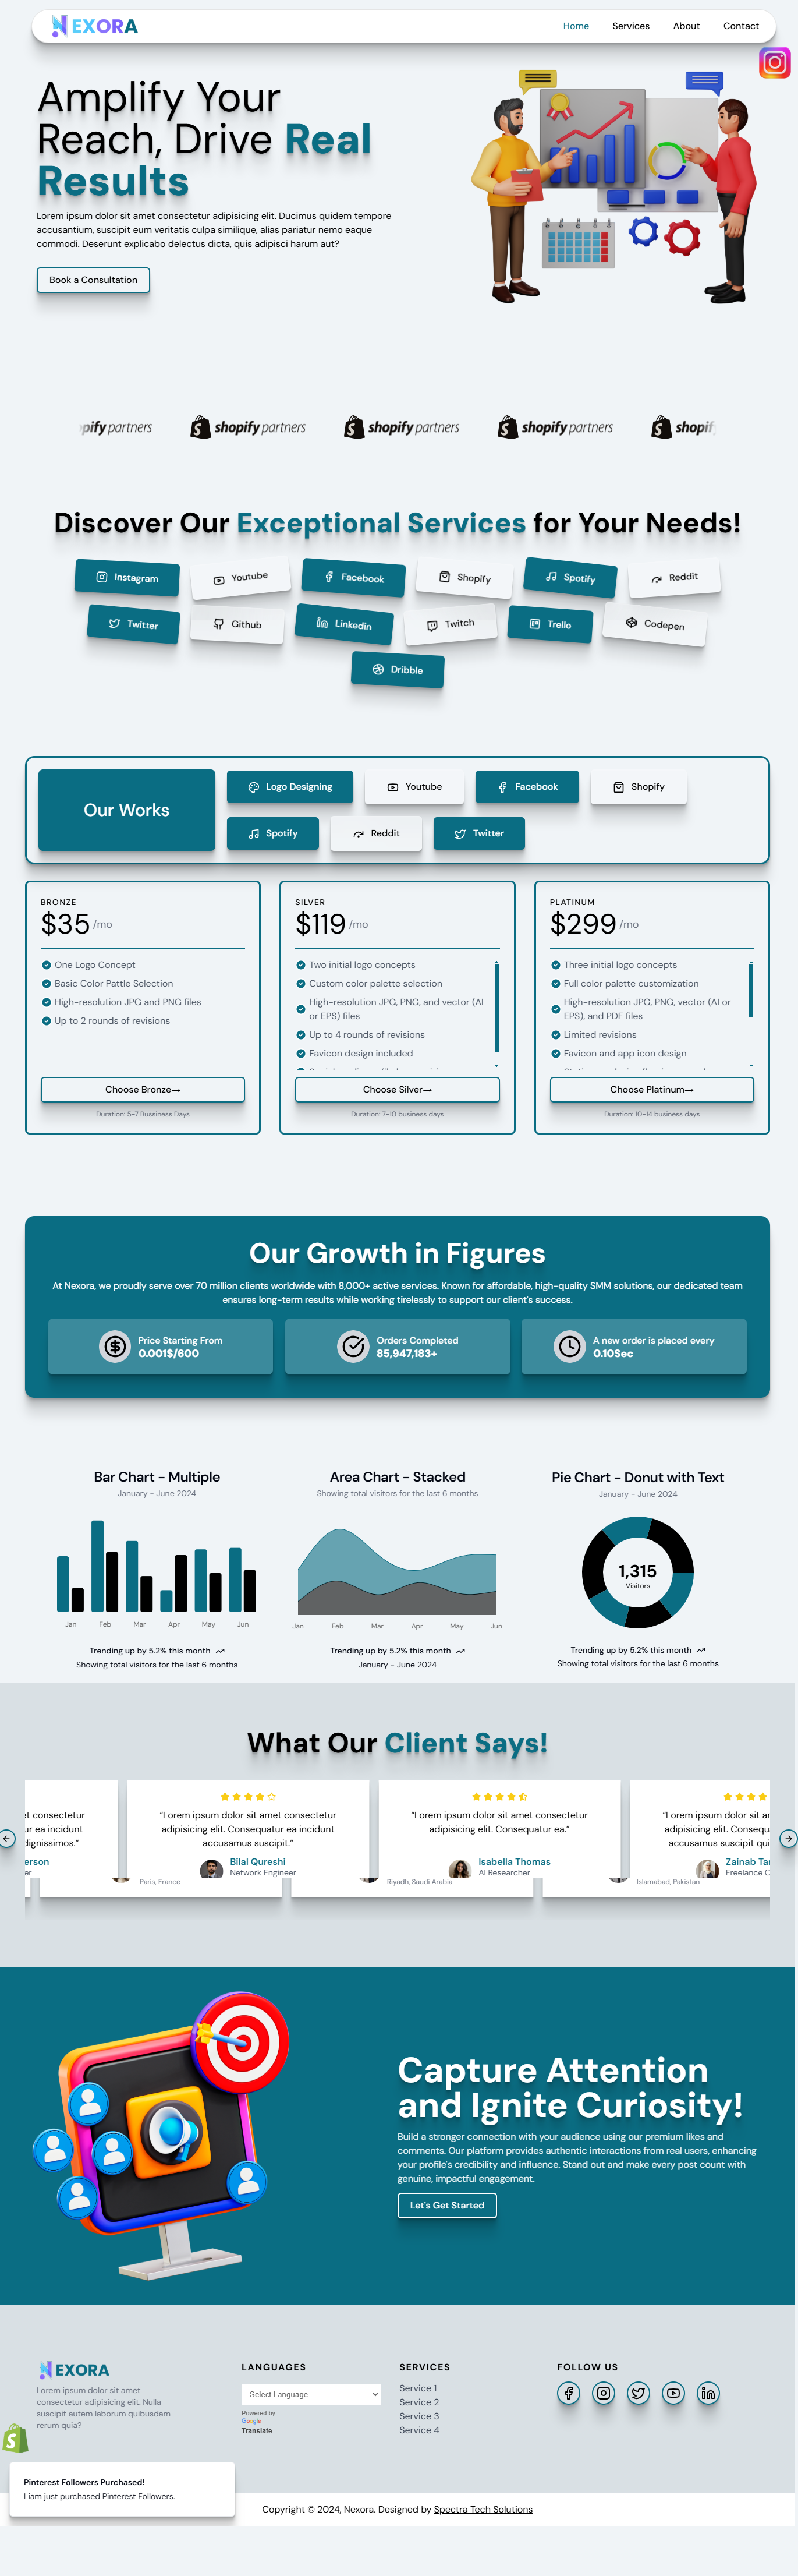 NEXORA
Home Services About Contact
Amplify Your
Reach, Drive Real
Results
Lorem ipsum dolor sit amet consectetur adipisicing elit. Ducimus quidem tempore
accusantium, suscipit eum veritatis culpa similique, alias pariatur nemo eaque
commodi. Deserunt explicabo delectus dicta, quis adipisci harum aut?
Book a Consultation
pify partners shopify partners shopify partners shopify partners shopif
Discover Our Exceptional Services for Your Needs!
Instagram Youtube Facebook Shopify Spotify Reddit
Twitter Github Linkedin Twitch Trello Codepen
Dribble
Our Works
Logo Designing Youtube Facebook Shopify
Spotify Reddit Twitter
BRONZE
$35 /mo
One Logo Concept
Basic Color Pattle Selection
High-resolution JPG and PNG files
Up to 2 rounds of revisions
Choose Bronze→
Duration: 5-7 Bussiness Days
SILVER
$119 /mo
Two initial logo concepts
Custom color palette selection
High-resolution JPG, PNG, and vector (AI
or EPS) files
Up to 4 rounds of revisions
Favicon design included
Choose Silver→
Duration: 7-10 business days
PLATINUM
$299 /mo
Three initial logo concepts
Full color palette customization
High-resolution JPG, PNG, vector (AI or
EPS), and PDF files
Limited revisions
Favicon and app icon design
Choose Platinum→
Duration: 10-14 business days
Our Growth in Figures
At Nexora, we proudly serve over 70 million clients worldwide with 8,000+ active services. Known for affordable, high-quality SMM solutions, our dedicated team
ensures long-term results while working tirelessly to support our client's success.
Price Starting From
0.001$/600
Orders Completed
85,947,183+
A new order is placed every
0.10Sec
Bar Chart - Multiple
January - June 2024
Jan Feb Mar Apr May Jun
Trending up by 5.2% this month
Showing total visitors for the last 6 months
Area Chart - Stacked
Showing total visitors for the last 6 months
Jan Feb Mar Apr May Jun
Trending up by 5.2% this month
January - June 2024
Pie Chart - Donut with Text
January - June 2024
1,315
Visitors
Trending up by 5.2% this month
Showing total visitors for the last 6 months
What Our Client Says!
t consectetur
ur ea incidunt
dignissimos.”
erson
er
“Lorem ipsum dolor sit amet consectetur
adipisicing elit. Consequatur ea incidunt
accusamus suscipit.”
Bilal Qureshi
Network Engineer
“Lorem ipsum dolor sit amet consectetur
adipisicing elit. Consequatur ea.”
Isabella Thomas
AI Researcher
“Lorem ipsum dolor sit ar
adipisicing elit. Consequ
accusamus suscipit qui
Zainab Tar
Freelance C
Paris, France
Riyadh, Saudi Arabia
Islamabad, Pakistan
Capture Attention
and Ignite Curiosity!
Build a stronger connection with your audience using our premium likes and
comments. Our platform provides authentic interactions from real users, enhancing
your profile's credibility and influence. Stand out and make every post count with
genuine, impactful engagement.
Let's Get Started
NEXORA
Lorem ipsum dolor sit amet
consectetur adipisicing elit. Nulla
suscipit autem laborum quibusdam
rerum quia?
LANGUAGES
Select Language
Powered by
Google
Translate
SERVICES
Service 1
Service 2
Service 3
Service 4
FOLLOW US
Pinterest Followers Purchased!
Liam just purchased Pinterest Followers.
Copyright © 2024, Nexora. Designed by Spectra Tech Solutions